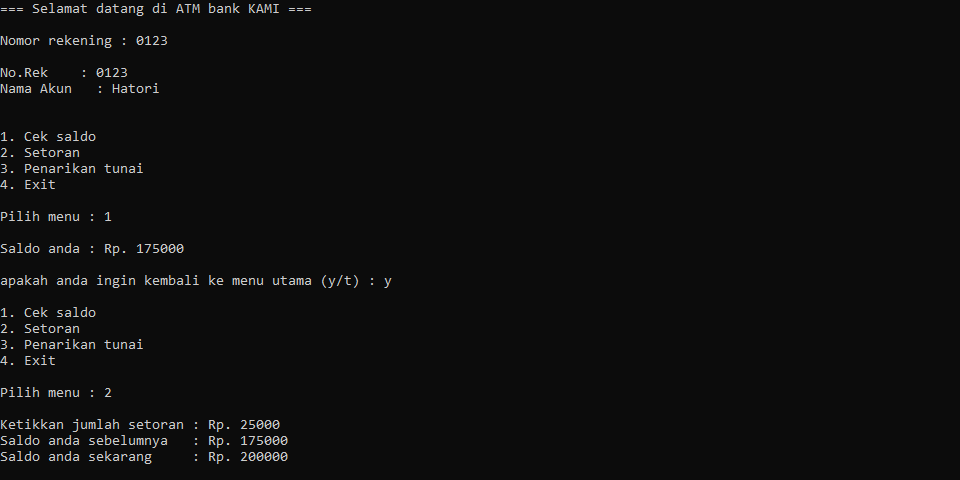 === Selamat datang di ATM bank KAMI ===
Nomor rekening : 0123
No.Rek    : 0123
Nama Akun   : Hatori
1. Cek saldo
2. Setoran
3. Penarikan tunai
4. Exit
Pilih menu : 1
Saldo anda : Rp. 175000
apakah anda ingin kembali ke menu utama (y/t) : y
1. Cek saldo
2. Setoran
3. Penarikan tunai
4. Exit
Pilih menu : 2
Ketikkan jumlah setoran : Rp. 25000
Saldo anda sebelumnya   : Rp. 175000
Saldo anda sekarang     : Rp. 200000